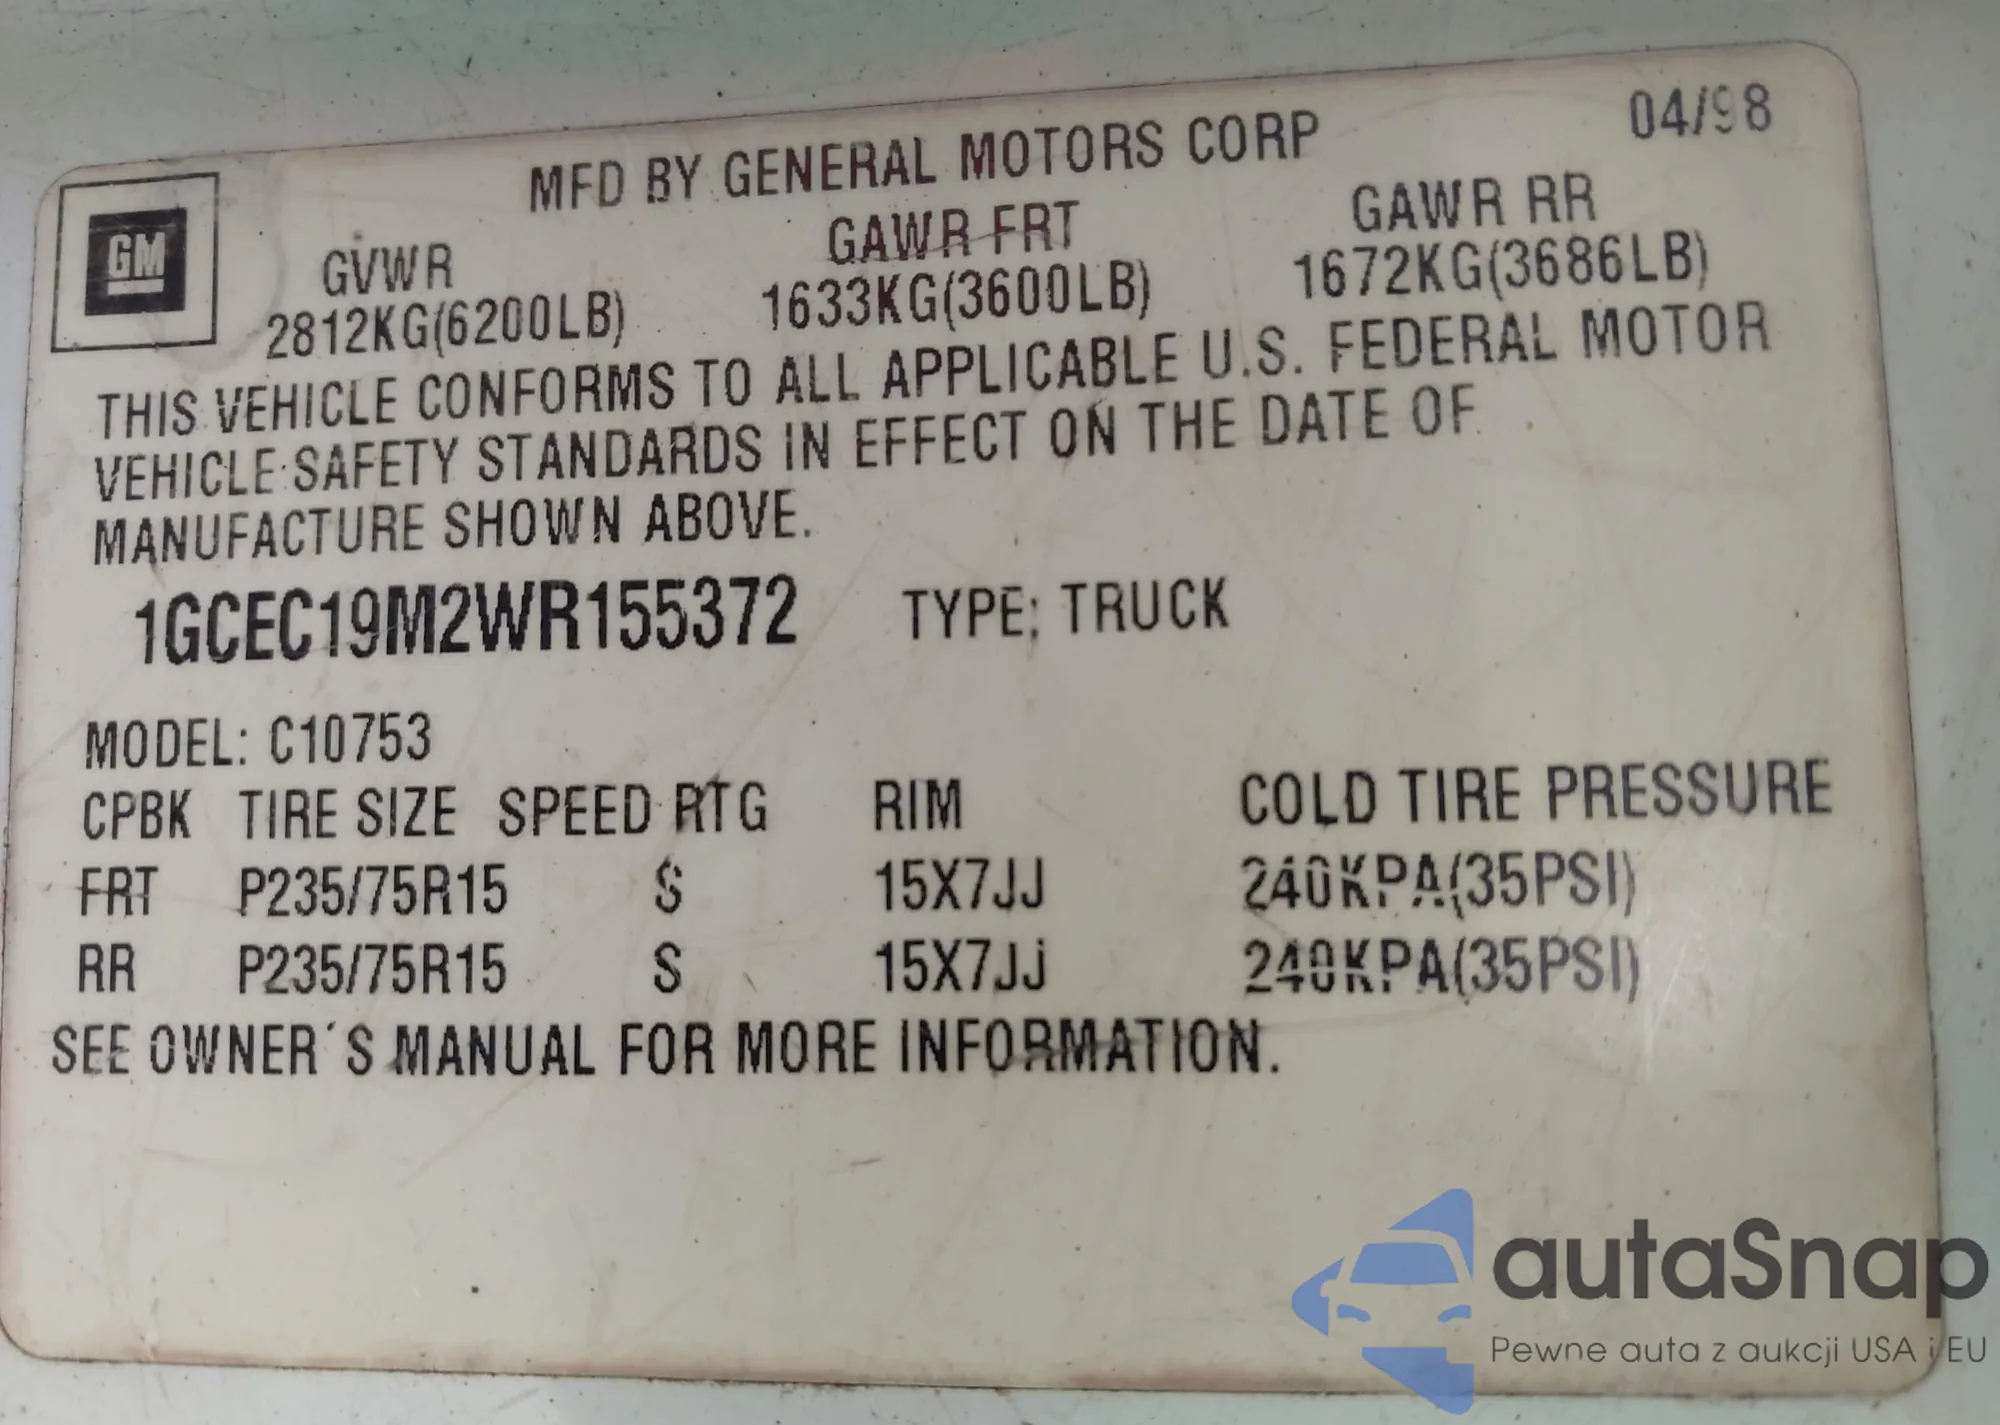 04/98
MFD BY GENERAL MOTORS CORP
GM
GVWR GAWR FRT GAWR RR
2812KG(6200LB) 1633KG(3600LB) 1672KG(3686LB)
THIS VEHICLE CONFORMS TO ALL APPLICABLE U.S. FEDERAL MOTOR
VEHICLE SAFETY STANDARDS IN EFFECT ON THE DATE OF
MANUFACTURE SHOWN ABOVE.
1GCEC19M2WR155372 TYPE: TRUCK
MODEL: C10753
CPBK TIRE SIZE SPEED RTG RIM COLD TIRE PRESSURE
FRT P235/75R15 S 15X7JJ 240KPA(35PSI)
RR P235/75R15 S 15X7JJ 240KPA(35PSI)
SEE OWNER´S MANUAL FOR MORE INFORMATION.
autaSnap
Pewne auta z aukcji USA i EU